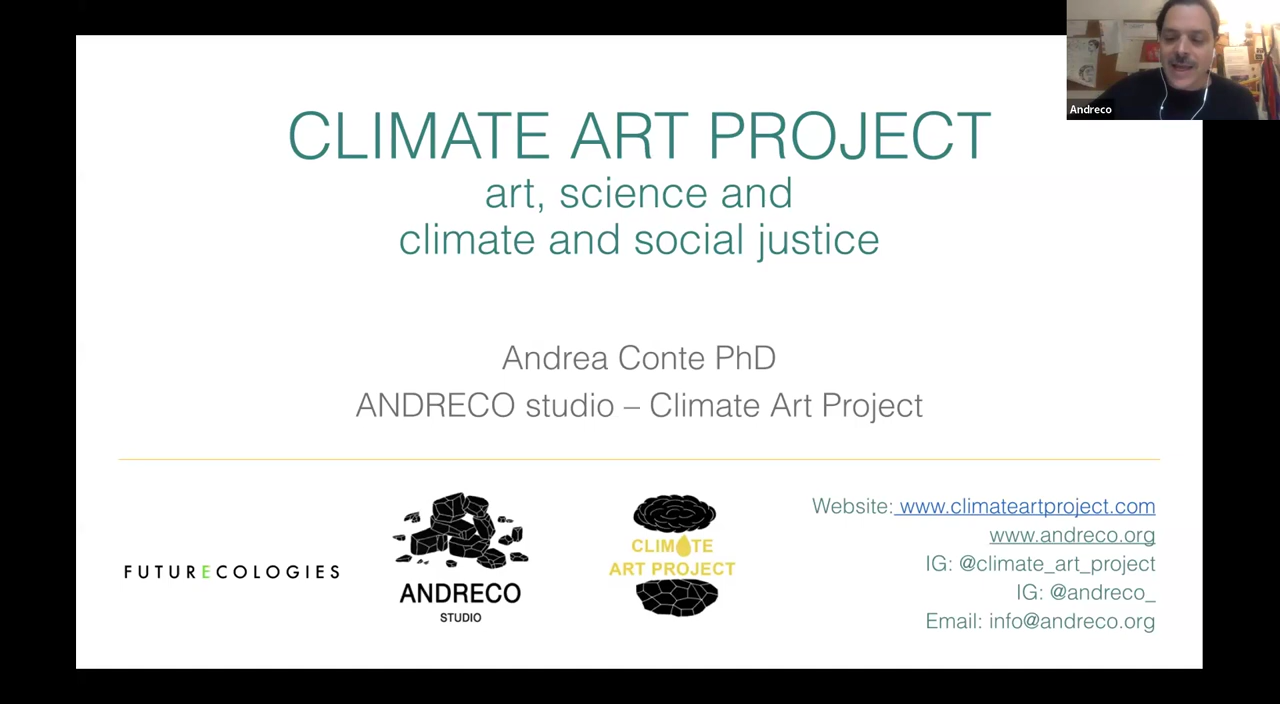 Andreco
CLIMATE ART PROJECT
art, science and
climate and social justice
Andrea Conte PhD
ANDRECO studio – Climate Art Project
FUTURECOLOGIES
ANDRECO
STUDIO
CLIMATE
ART PROJECT
Website: www.climateartproject.com
www.andreco.org
IG: @climate_art_project
IG: @andreco_
Email: info@andreco.org